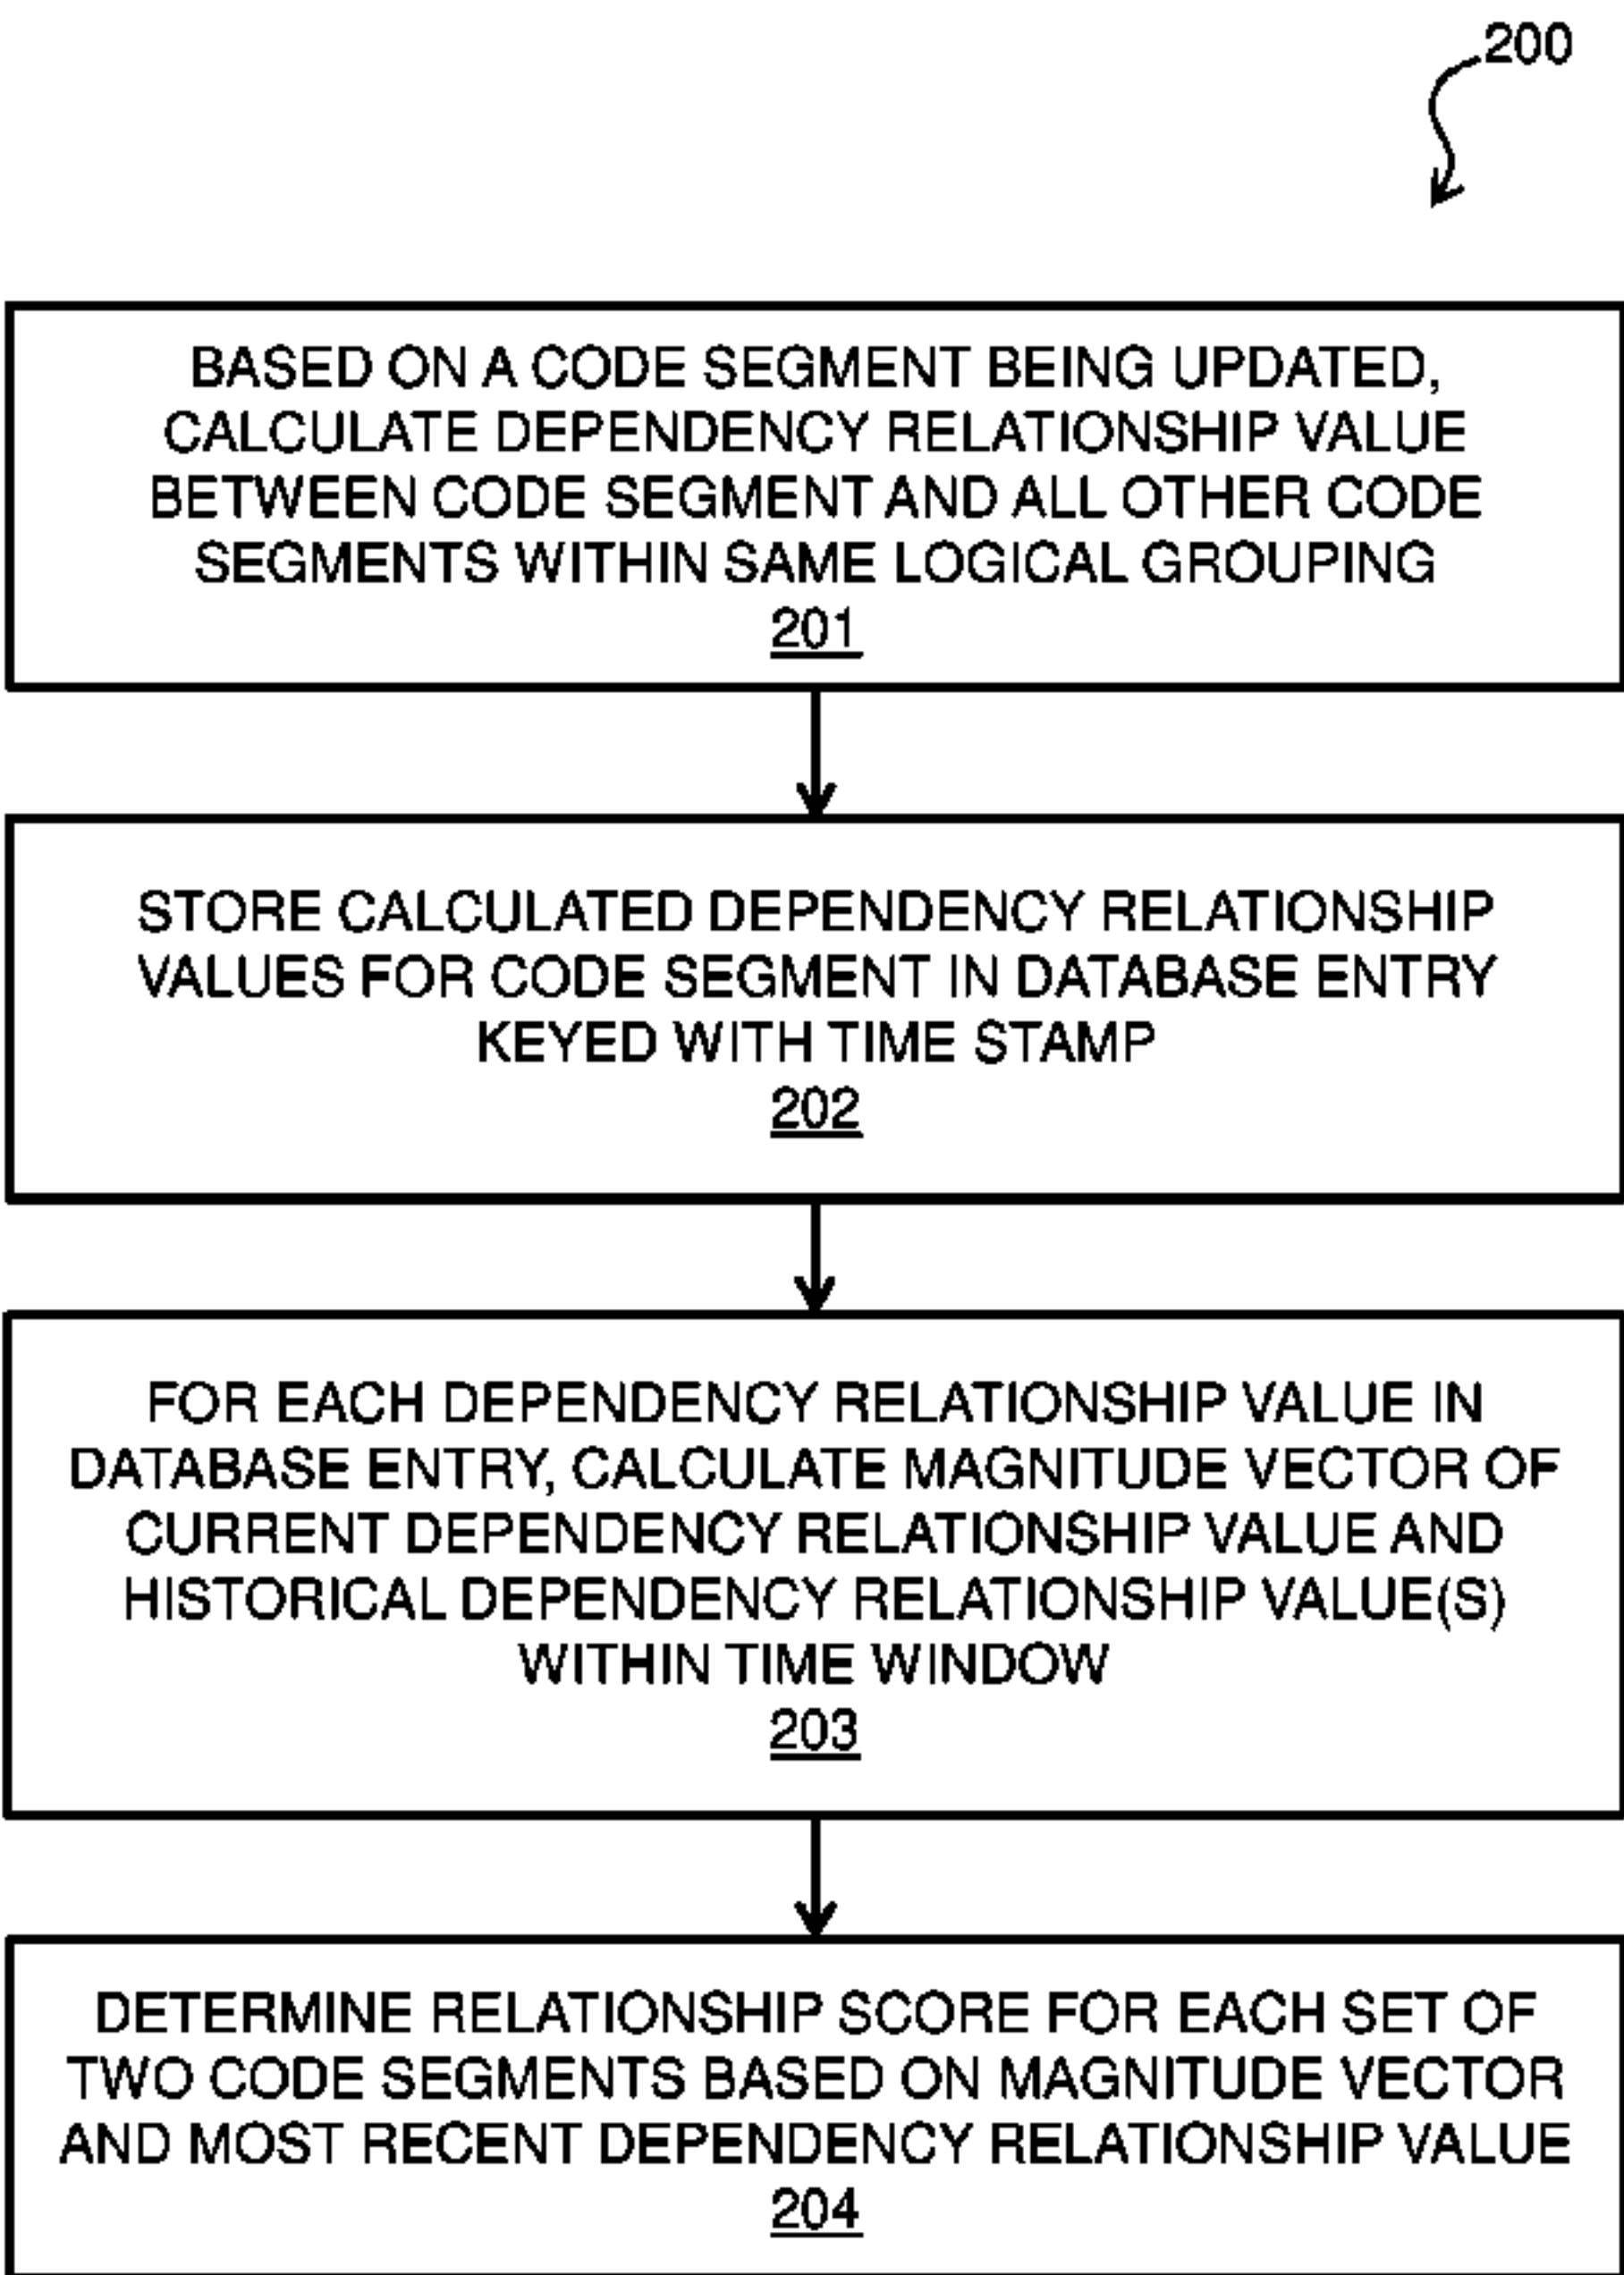 200
BASED ON A CODE SEGMENT BEING UPDATED,
CALCULATE DEPENDENCY RELATIONSHIP VALUE
BETWEEN CODE SEGMENT AND ALL OTHER CODE
SEGMENTS WITHIN SAME LOGICAL GROUPING
201
STORE CALCULATED DEPENDENCY RELATIONSHIP
VALUES FOR CODE SEGMENT IN DATABASE ENTRY
KEYED WITH TIME STAMP
202
FOR EACH DEPENDENCY RELATIONSHIP VALUE IN
DATABASE ENTRY, CALCULATE MAGNITUDE VECTOR OF
CURRENT DEPENDENCY RELATIONSHIP VALUE AND
HISTORICAL DEPENDENCY RELATIONSHIP VALUE(S)
WITHIN TIME WINDOW
203
DETERMINE RELATIONSHIP SCORE FOR EACH SET OF
TWO CODE SEGMENTS BASED ON MAGNITUDE VECTOR
AND MOST RECENT DEPENDENCY RELATIONSHIP VALUE
204